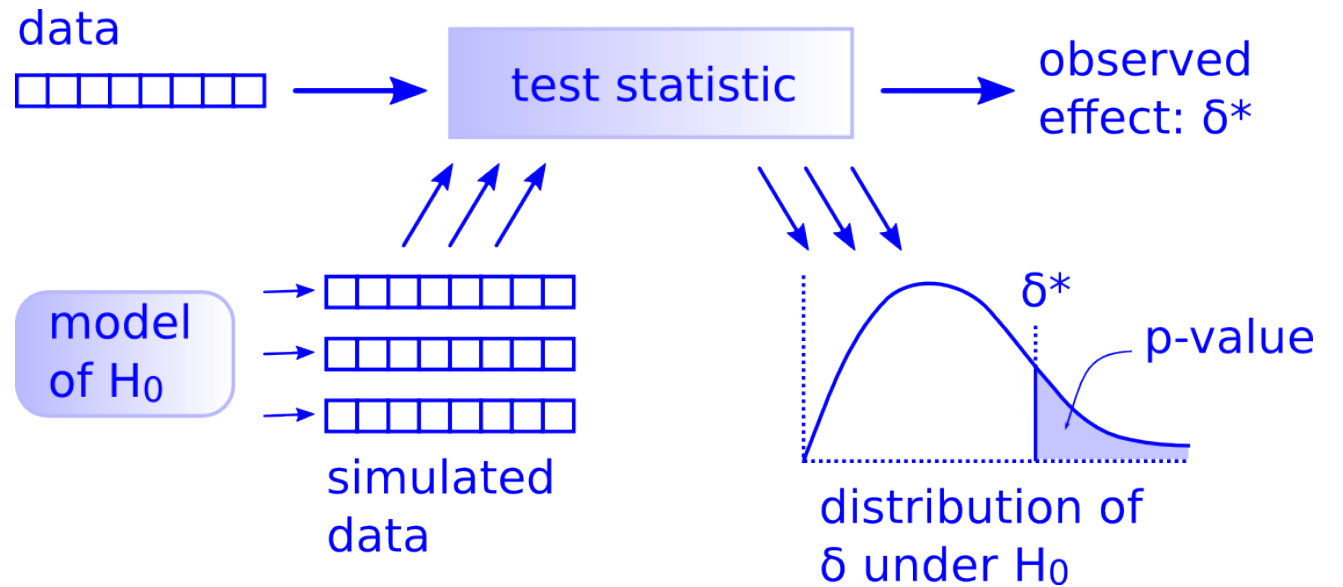 data
test statistic
observed
effect: δ*
model
of H₀
simulated
data
δ*
p-value
distribution of
δ under H₀